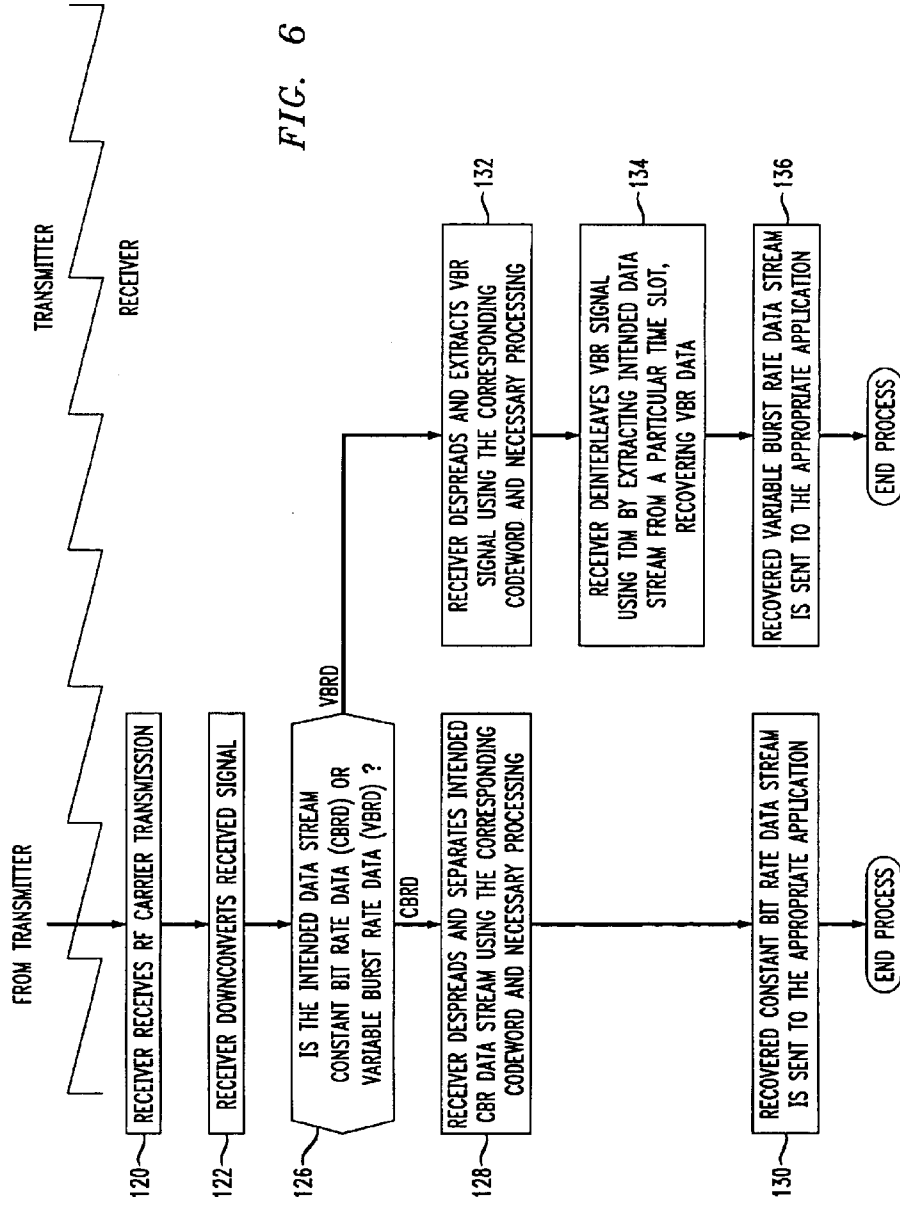 FROM TRANSMITTER
TRANSMITTER
RECEIVER
FIG. 6
120
RECEIVER RECEIVES RF CARRIER TRANSMISSION
122
RECEIVER DOWNCONVERTS RECEIVED SIGNAL
126
IS THE INTENDED DATA STREAM
CONSTANT BIT RATE DATA (CBRD) OR
VARIABLE BURST RATE DATA (VBRD) ?
VBRD
CBRD
128
RECEIVER DESPREADS AND SEPARATES INTENDED
CBR DATA STREAM USING THE CORRESPONDING
CODEWORD AND NECESSARY PROCESSING
130
RECOVERED CONSTANT BIT RATE DATA STREAM
IS SENT TO THE APPROPRIATE APPLICATION
END PROCESS
132
RECEIVER DESPREADS AND EXTRACTS VBR
SIGNAL USING THE CORRESPONDING
CODEWORD AND NECESSARY PROCESSING
134
RECEIVER DEINTERLEAVES VBR SIGNAL
USING TDM BY EXTRACTING INTENDED DATA
STREAM FROM A PARTICULAR TIME SLOT,
RECOVERING VBR DATA
136
RECOVERED VARIABLE BURST RATE DATA STREAM
IS SENT TO THE APPROPRIATE APPLICATION
END PROCESS